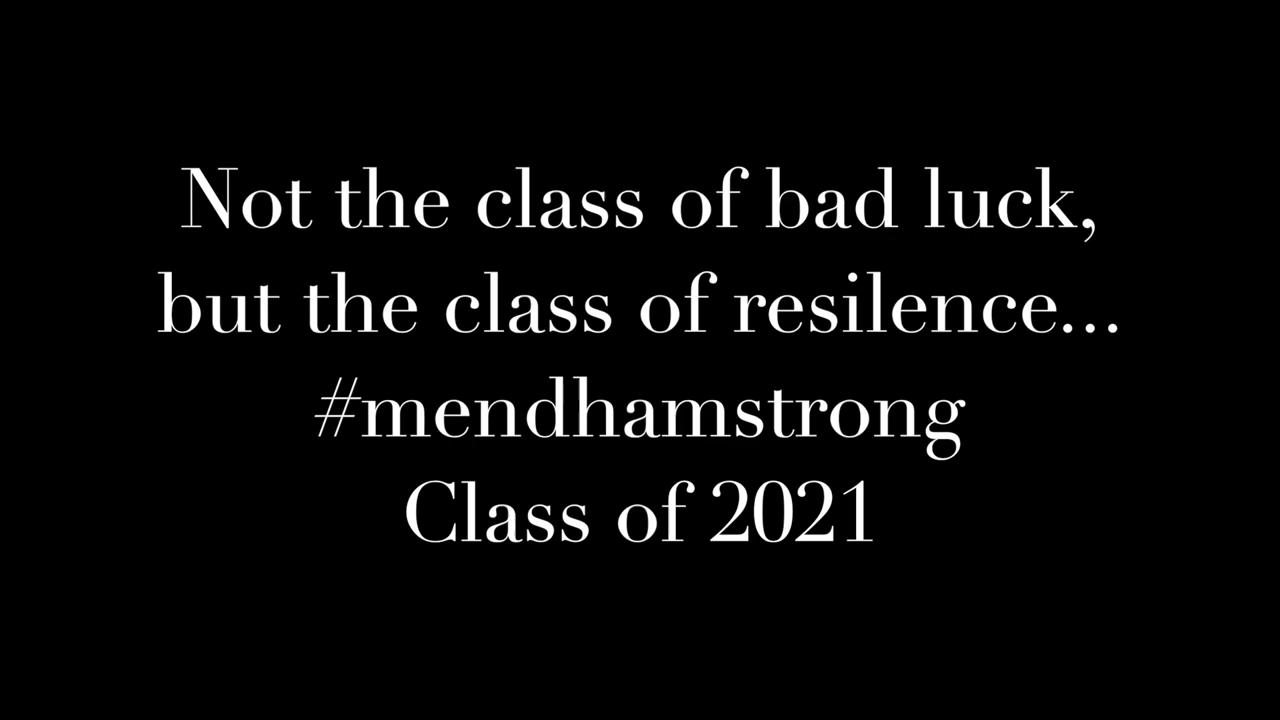 Not the class of bad luck,
but the class of resilence...
#mendhamstrong
Class of 2021